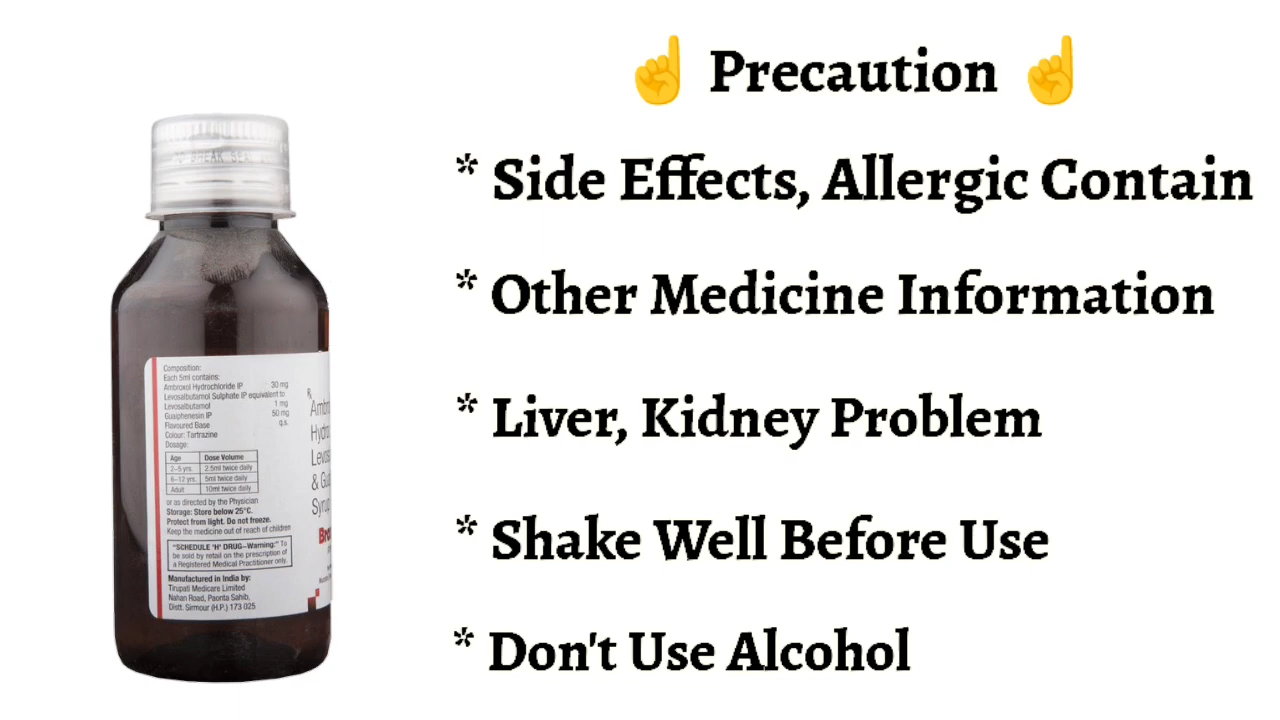 ☝ Precaution ☝
* Side Effects, Allergic Contain
* Other Medicine Information
* Liver, Kidney Problem
* Shake Well Before Use
* Don't Use Alcohol
BREAK SEAL
Composition:
Each 5ml contains:
Ambroxol Hydrochloride IP 30 mg
Levosalbutamol Sulphate IP equivalent to
Levosalbutamol 1 mg
Guaiphenesin IP 50 mg
Flavoured Base q.s.
Colour: Tartrazine
Dosage:
Age Dose Volume
2-5 yrs. 2.5ml twice daily
6-12 yrs. 5ml twice daily
Adult 10ml twice daily
or as directed by the Physician
Storage: Store below 25°C.
Protect from light. Do not freeze.
Keep the medicine out of reach of children
"SCHEDULE 'H' DRUG–Warning:" To
be sold by retail on the prescription of
a Registered Medical Practitioner only.
Manufactured in India by:
Tirupati Medicare Limited
Nahan Road, Paonta Sahib,
Distt. Sirmour (H.P.) 173 025
& Gu